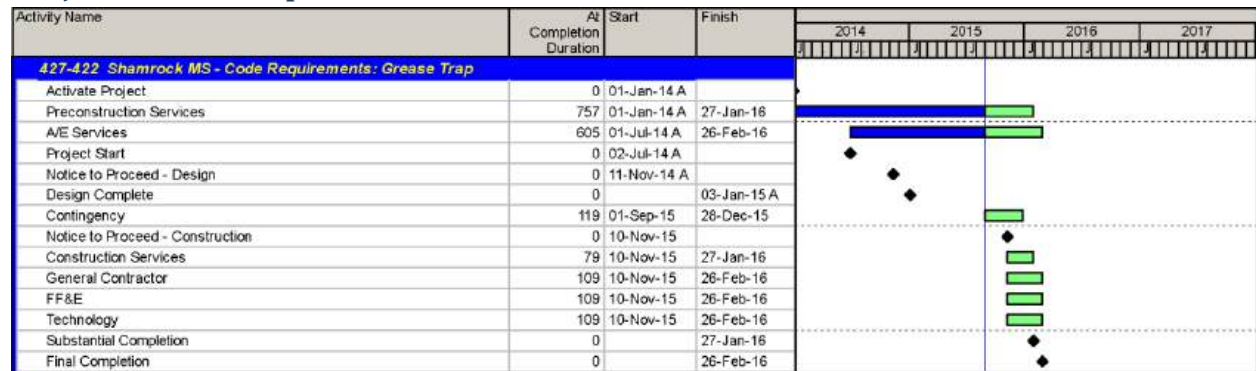 Activity Name At Completion Duration Start Finish
2014 2015 2016 2017
J J J J J J J J
427-422 Shamrock MS - Code Requirements: Grease Trap
Activate Project 0 01-Jan-14 A
Preconstruction Services 757 01-Jan-14 A 27-Jan-16
A/E Services 605 01-Jul-14 A 26-Feb-16
Project Start 0 02-Jul-14 A
Notice to Proceed - Design 0 11-Nov-14 A
Design Complete 0 03-Jan-15 A
Contingency 119 01-Sep-15 28-Dec-15
Notice to Proceed - Construction 0 10-Nov-15
Construction Services 79 10-Nov-15 27-Jan-16
General Contractor 109 10-Nov-15 26-Feb-16
FF&E 109 10-Nov-15 26-Feb-16
Technology 109 10-Nov-15 26-Feb-16
Substantial Completion 0 27-Jan-16
Final Completion 0 26-Feb-16